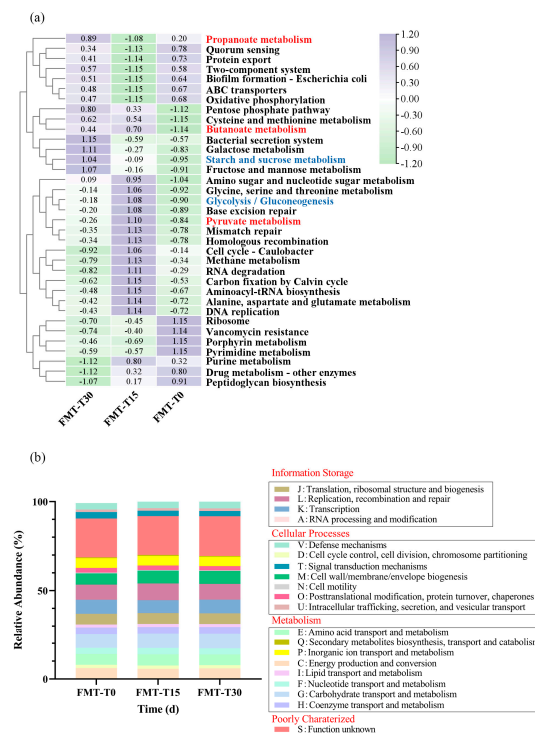 (a)
0.89 -1.08 0.20 Propanoate metabolism
0.34 -1.13 0.78 Quorum sensing
0.41 -1.14 0.73 Protein export
0.57 -1.15 0.58 Two-component system
0.51 -1.15 0.64 Biofilm formation - Escherichia coli
0.48 -1.15 0.67 ABC transporters
0.47 -1.15 0.68 Oxidative phosphorylation
0.80 0.33 -1.12 Pentose phosphate pathway
0.62 0.54 -1.15 Cysteine and methionine metabolism
0.44 0.70 -1.14 Butanoate metabolism
1.15 -0.59 -0.57 Bacterial secretion system
1.11 -0.27 -0.83 Galactose metabolism
1.04 -0.09 -0.95 Starch and sucrose metabolism
1.07 -0.16 -0.91 Fructose and mannose metabolism
0.09 0.95 -1.04 Amino sugar and nucleotide sugar metabolism
-0.14 1.06 -0.92 Glycine, serine and threonine metabolism
-0.18 1.08 -0.90 Glycolysis / Gluconeogenesis
-0.20 1.08 -0.89 Base excision repair
-0.26 1.10 -0.84 Pyruvate metabolism
-0.35 1.13 -0.78 Mismatch repair
-0.34 1.13 -0.78 Homologous recombination
-0.92 1.06 -0.14 Cell cycle - Caulobacter
-0.79 1.13 -0.34 Methane metabolism
-0.82 1.11 -0.29 RNA degradation
-0.62 1.15 -0.53 Carbon fixation by Calvin cycle
-0.48 1.15 -0.67 Aminoacyl-tRNA biosynthesis
-0.42 1.14 -0.72 Alanine, aspartate and glutamate metabolism
-0.43 1.14 -0.72 DNA replication
-0.70 -0.45 1.15 Ribosome
-0.74 -0.40 1.14 Vancomycin resistance
-0.46 -0.69 1.15 Porphyrin metabolism
-0.59 -0.57 1.15 Pyrimidine metabolism
-1.12 0.80 0.32 Purine metabolism
-1.12 0.32 0.80 Drug metabolism - other enzymes
-1.07 0.17 0.91 Peptidoglycan biosynthesis
FMT-T30 FMT-T15 FMT-T0
1.20
0.90
0.60
0.30
0.00
-0.30
-0.60
-0.90
-1.20
(b)
Relative Abundance (%)
100
50
0
FMT-T0 FMT-T15 FMT-T30
Time (d)
Information Storage
J: Translation, ribosomal structure and biogenesis
L: Replication, recombination and repair
K: Transcription
A: RNA processing and modification
Cellular Processes
V: Defense mechanisms
D: Cell cycle control, cell division, chromosome partitioning
T: Signal transduction mechanisms
M: Cell wall/membrane/envelope biogenesis
N: Cell motility
O: Posttranslational modification, protein turnover, chaperones
U: Intracellular trafficking, secretion, and vesicular transport
Metabolism
E: Amino acid transport and metabolism
Q: Secondary metabolites biosynthesis, transport and catabolism
P: Inorganic ion transport and metabolism
C: Energy production and conversion
I: Lipid transport and metabolism
F: Nucleotide transport and metabolism
G: Carbohydrate transport and metabolism
H: Coenzyme transport and metabolism
Poorly Charaterized
S: Function unknown